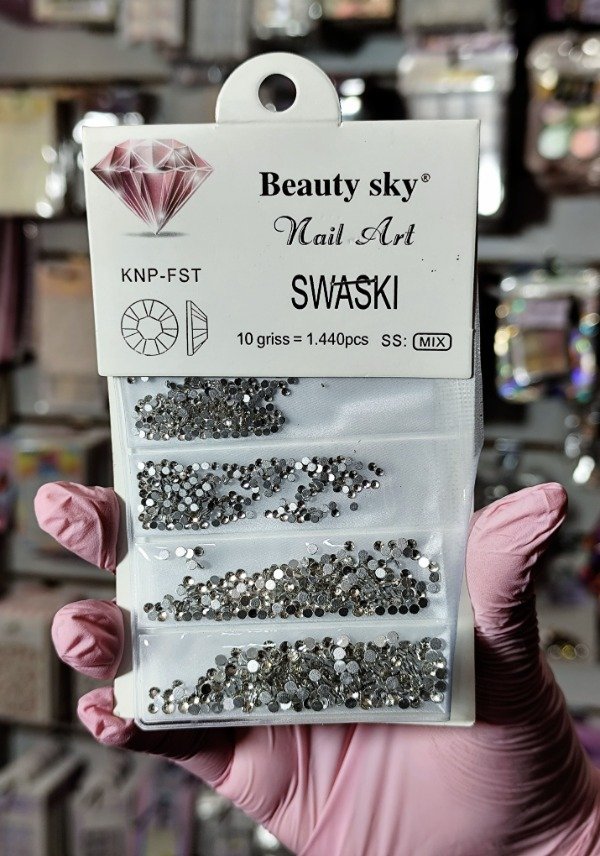 Beauty sky®
Nail Art
KNP-FST
SWASKI
10 griss = 1.440pcs SS: MIX